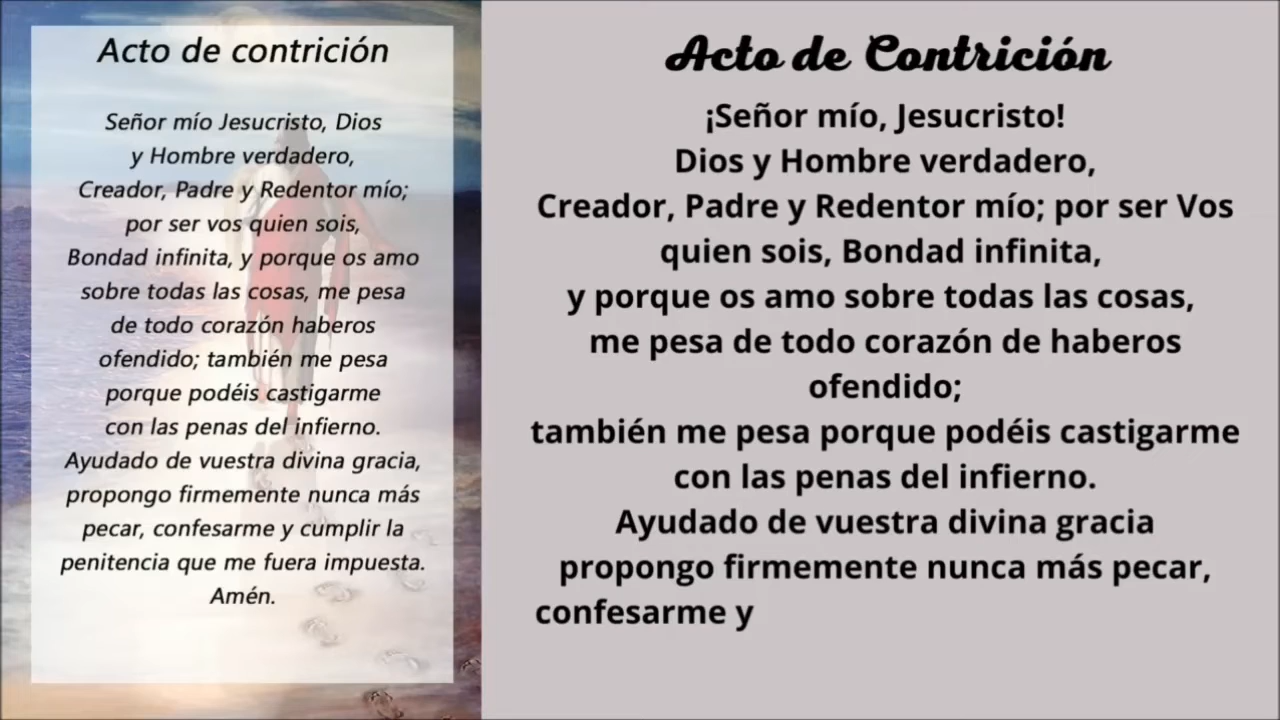 Acto de contrición
Señor mío Jesucristo, Dios
y Hombre verdadero,
Creador, Padre y Redentor mío;
por ser vos quien sois,
Bondad infinita, y porque os amo
sobre todas las cosas, me pesa
de todo corazón haberos
ofendido; también me pesa
porque podéis castigarme
con las penas del infierno.
Ayudado de vuestra divina gracia,
propongo firmemente nunca más
pecar, confesarme y cumplir la
penitencia que me fuera impuesta.
Amén.
Acto de Contrición
¡Señor mío, Jesucristo!
Dios y Hombre verdadero,
Creador, Padre y Redentor mío; por ser Vos
quien sois, Bondad infinita,
y porque os amo sobre todas las cosas,
me pesa de todo corazón de haberos
ofendido;
también me pesa porque podéis castigarme
con las penas del infierno.
Ayudado de vuestra divina gracia
propongo firmemente nunca más pecar,
confesarme y